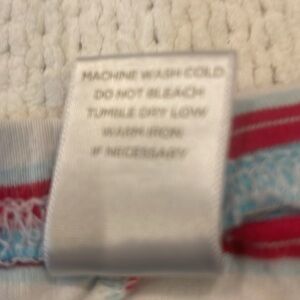 MACHINE WASH COLD
DO NOT BLEACH
TUMBLE DRY LOW
WARM IRON
IF NECESSARY